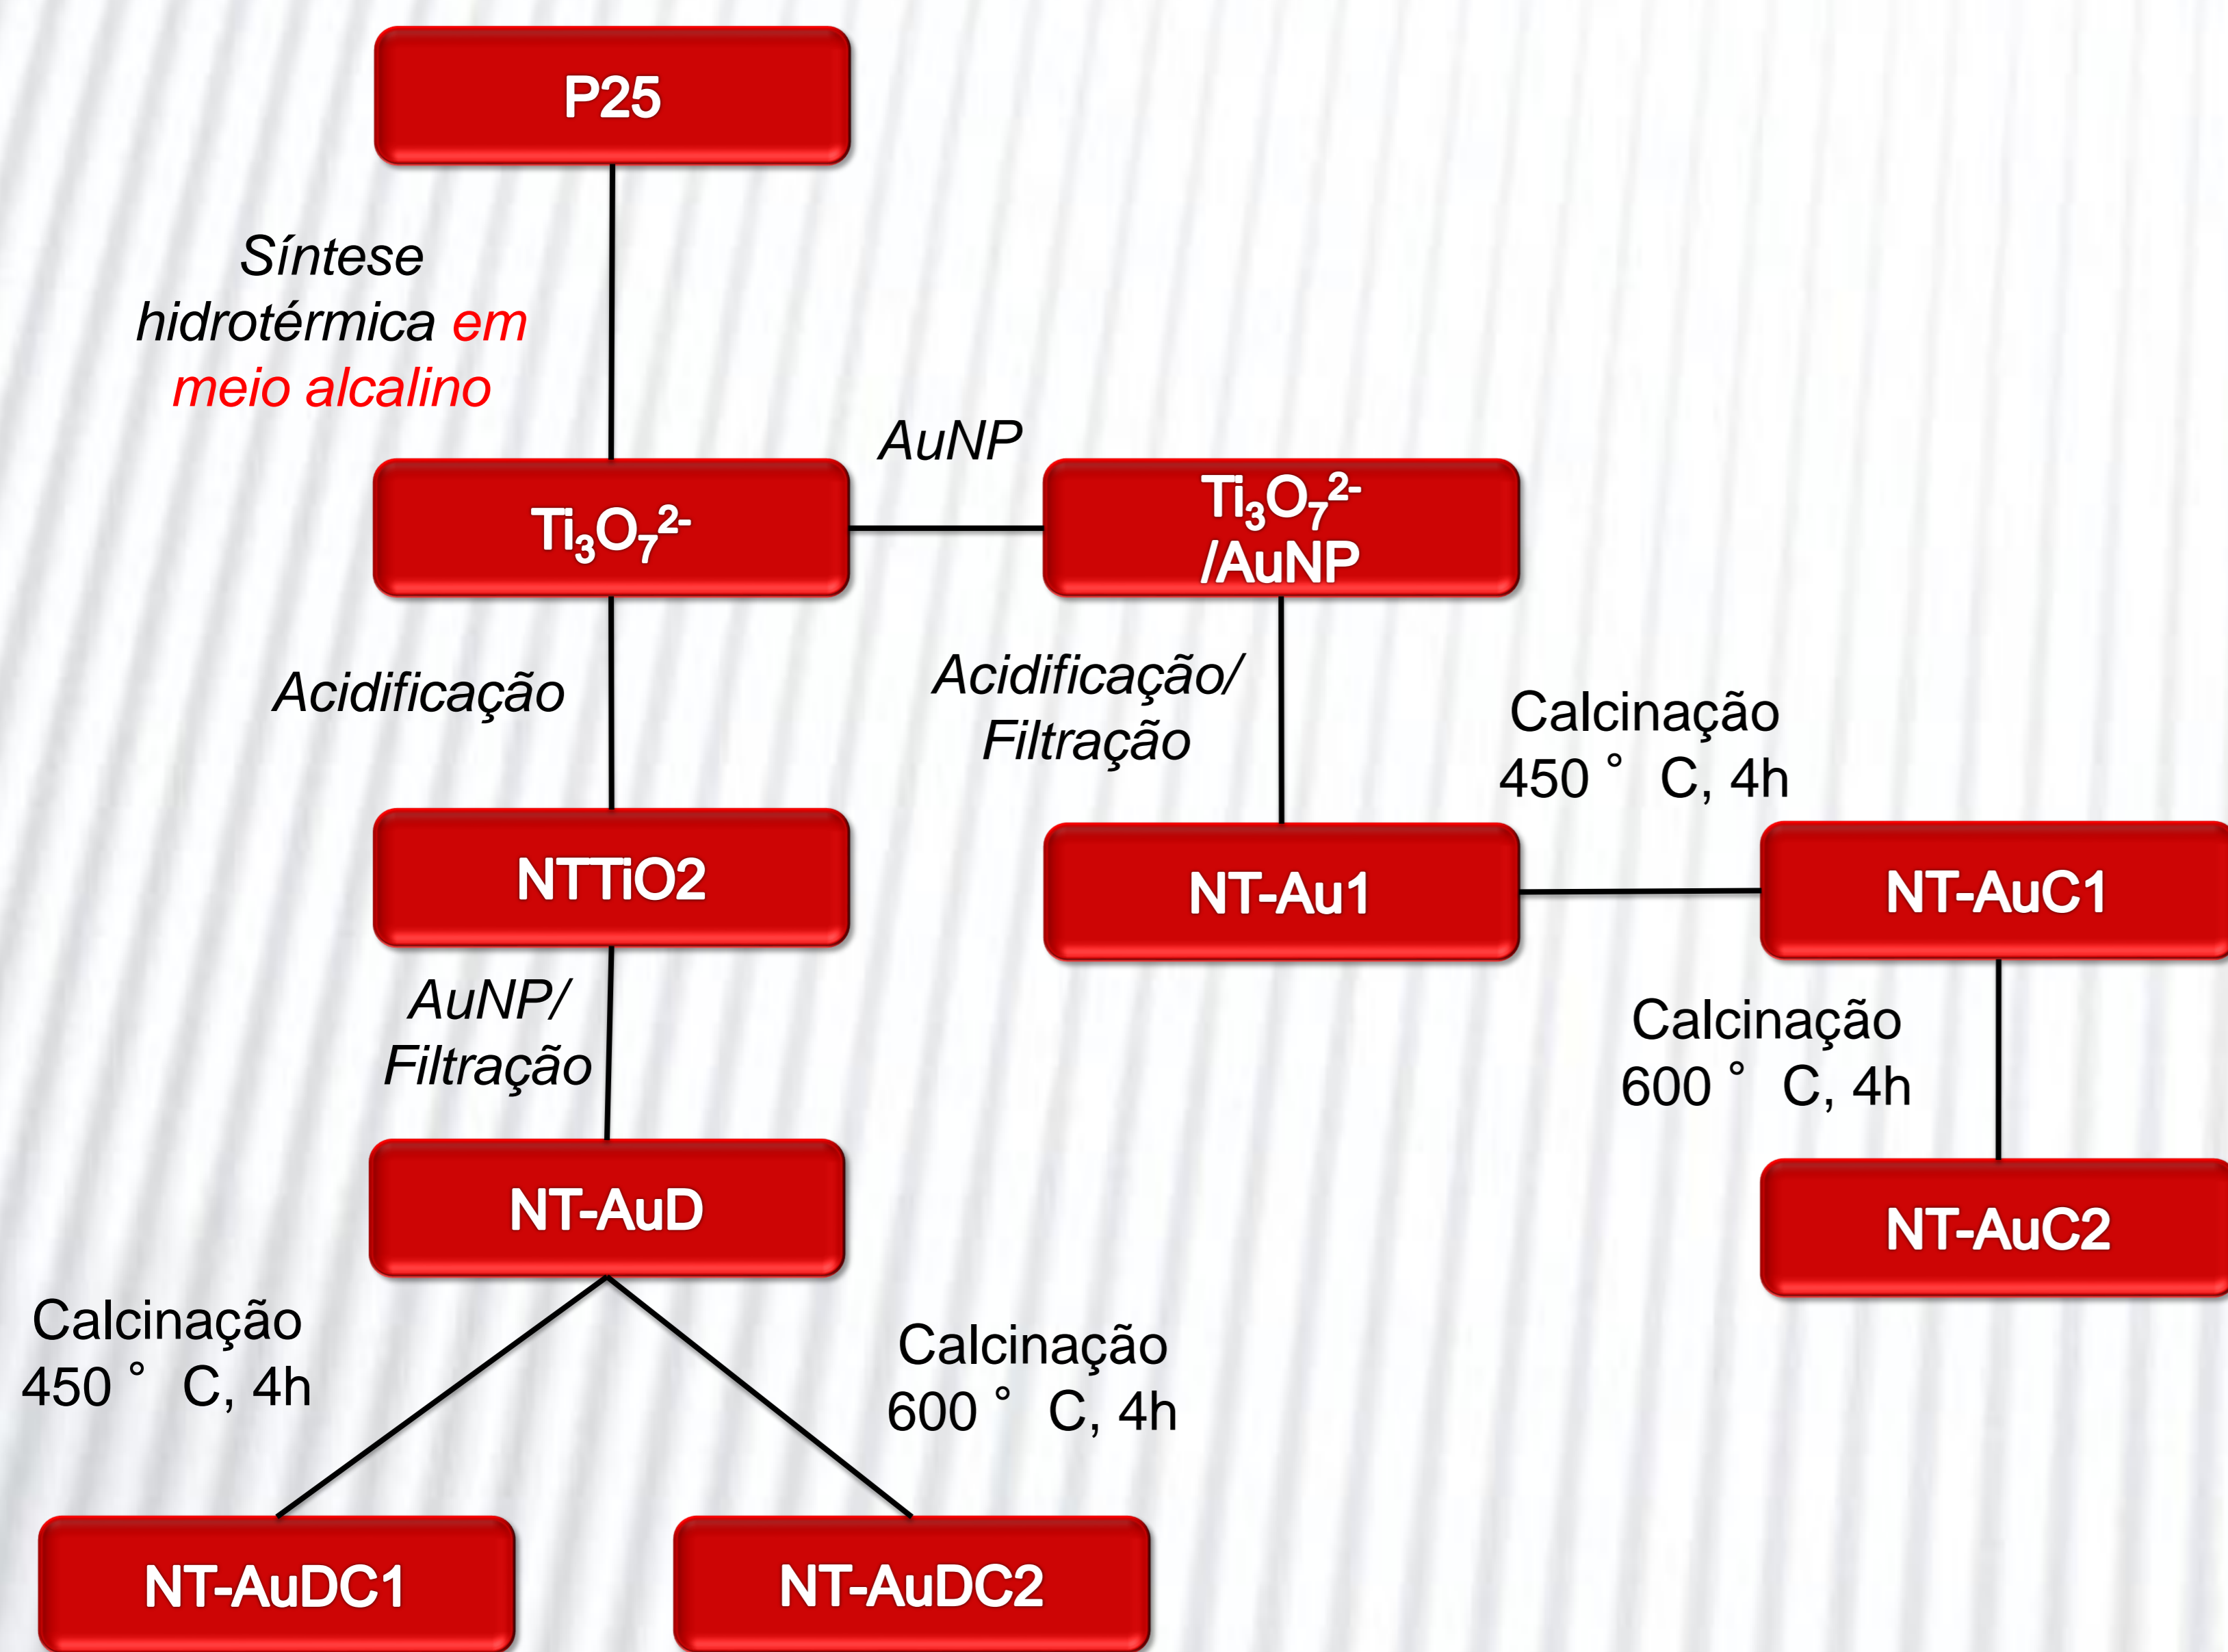 P25
Síntese
hidrotérmica em
meio alcalino
AuNP
Ti₃O₇²⁻
Ti₃O₇²⁻
/AuNP
Acidificação
Acidificação/
Filtração
Calcinação
450 ° C, 4h
NTTiO2
NT-Au1
NT-AuC1
AuNP/
Filtração
Calcinação
600 ° C, 4h
NT-AuD
NT-AuC2
Calcinação
450 ° C, 4h
Calcinação
600 ° C, 4h
NT-AuDC1
NT-AuDC2